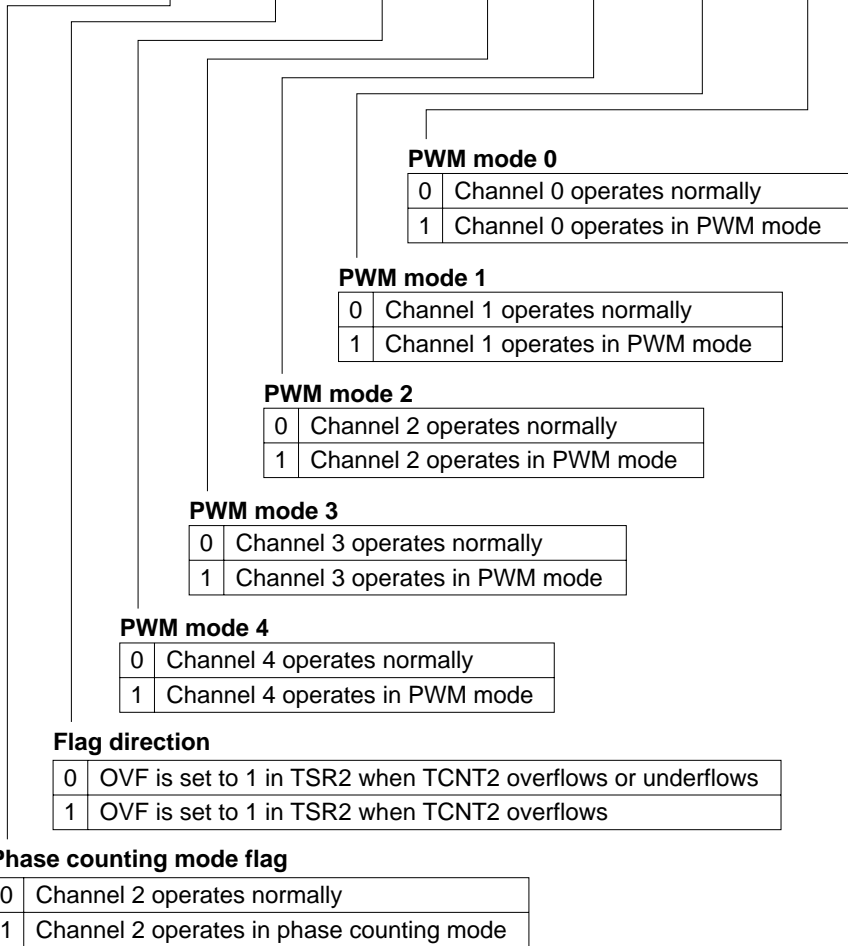 PWM mode 0
0 Channel 0 operates normally
1 Channel 0 operates in PWM mode
PWM mode 1
0 Channel 1 operates normally
1 Channel 1 operates in PWM mode
PWM mode 2
0 Channel 2 operates normally
1 Channel 2 operates in PWM mode
PWM mode 3
0 Channel 3 operates normally
1 Channel 3 operates in PWM mode
PWM mode 4
0 Channel 4 operates normally
1 Channel 4 operates in PWM mode
Flag direction
0 OVF is set to 1 in TSR2 when TCNT2 overflows or underflows
1 OVF is set to 1 in TSR2 when TCNT2 overflows
Phase counting mode flag
0 Channel 2 operates normally
1 Channel 2 operates in phase counting mode